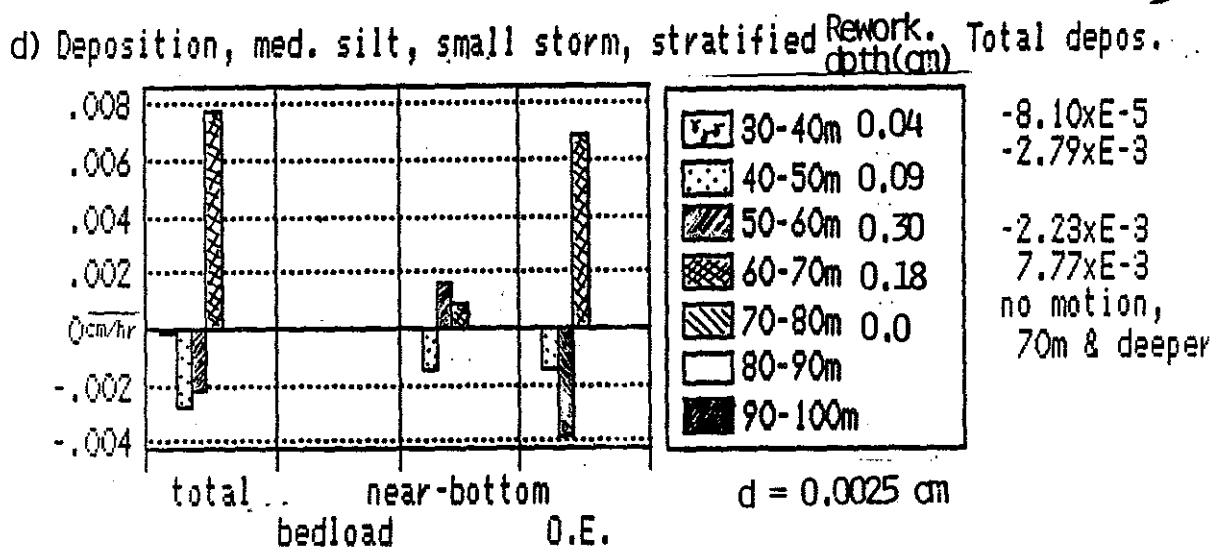 d) Deposition, med. silt, small storm, stratified Rework. dpth(cm) Total depos.
.008
.006
.004
.002
0 cm/hr
-.002
-.004
total
bedload
near-bottom
O.E.
30-40m 0.04
40-50m 0.09
50-60m 0.30
60-70m 0.18
70-80m 0.0
80-90m
90-100m
d = 0.0025 cm
-8.10xE-5
-2.79xE-3
-2.23xE-3
7.77xE-3
no motion,
70m & deeper